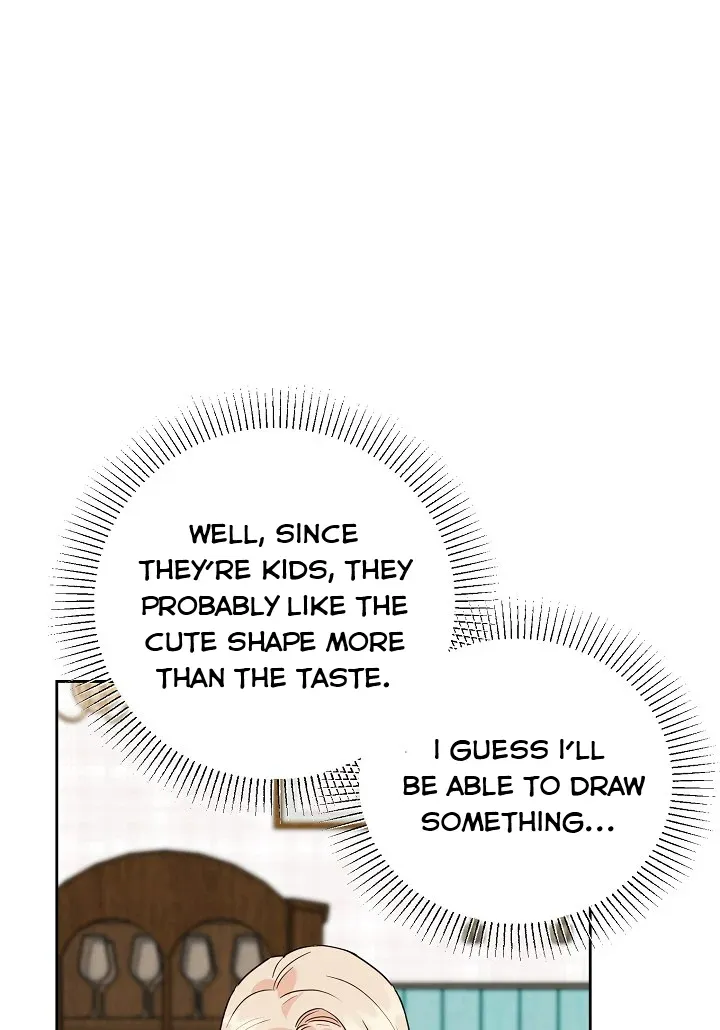 WELL, SINCE
THEY'RE KIDS, THEY
PROBABLY LIKE THE
CUTE SHAPE MORE
THAN THE TASTE.
I GUESS I'LL
BE ABLE TO DRAW
SOMETHING...